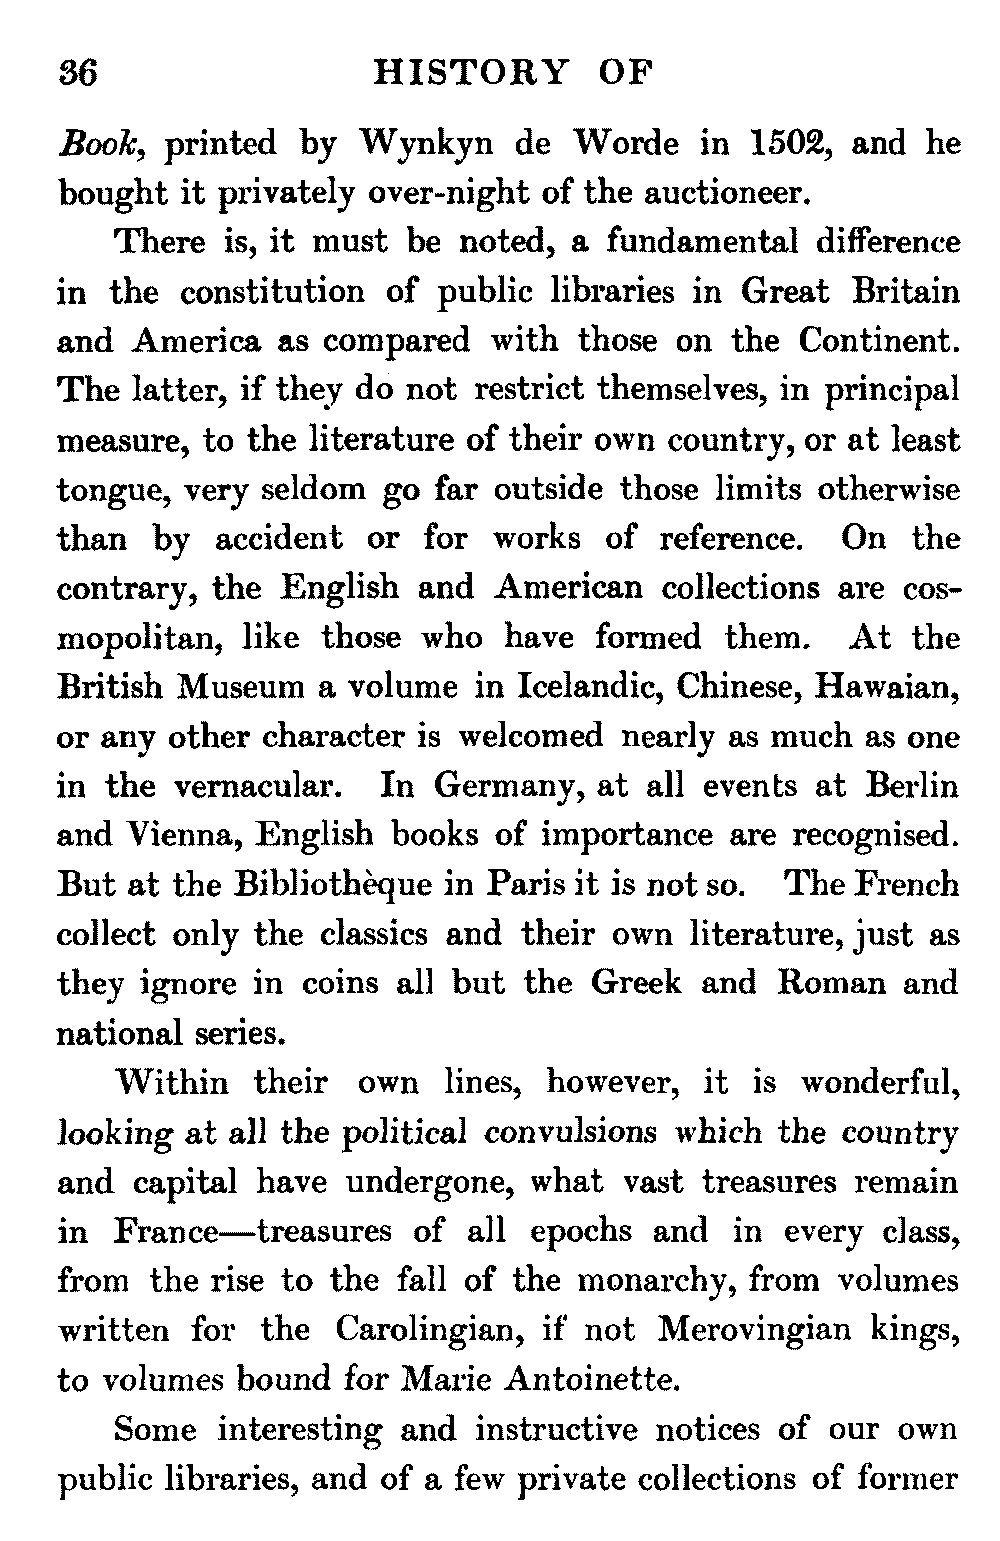 36 HISTORY OF
Book, printed by Wynkyn de Worde in 1502, and he
bought it privately over-night of the auctioneer.
There is, it must be noted, a fundamental difference
in the constitution of public libraries in Great Britain
and America as compared with those on the Continent.
The latter, if they do not restrict themselves, in principal
measure, to the literature of their own country, or at least
tongue, very seldom go far outside those limits otherwise
than by accident or for works of reference. On the
contrary, the English and American collections are cos-
mopolitan, like those who have formed them. At the
British Museum a volume in Icelandic, Chinese, Hawaian,
or any other character is welcomed nearly as much as one
in the vernacular. In Germany, at all events at Berlin
and Vienna, English books of importance are recognised.
But at the Bibliothèque in Paris it is not so. The French
collect only the classics and their own literature, just as
they ignore in coins all but the Greek and Roman and
national series.
Within their own lines, however, it is wonderful,
looking at all the political convulsions which the country
and capital have undergone, what vast treasures remain
in France—treasures of all epochs and in every class,
from the rise to the fall of the monarchy, from volumes
written for the Carolingian, if not Merovingian kings,
to volumes bound for Marie Antoinette.
Some interesting and instructive notices of our own
public libraries, and of a few private collections of former